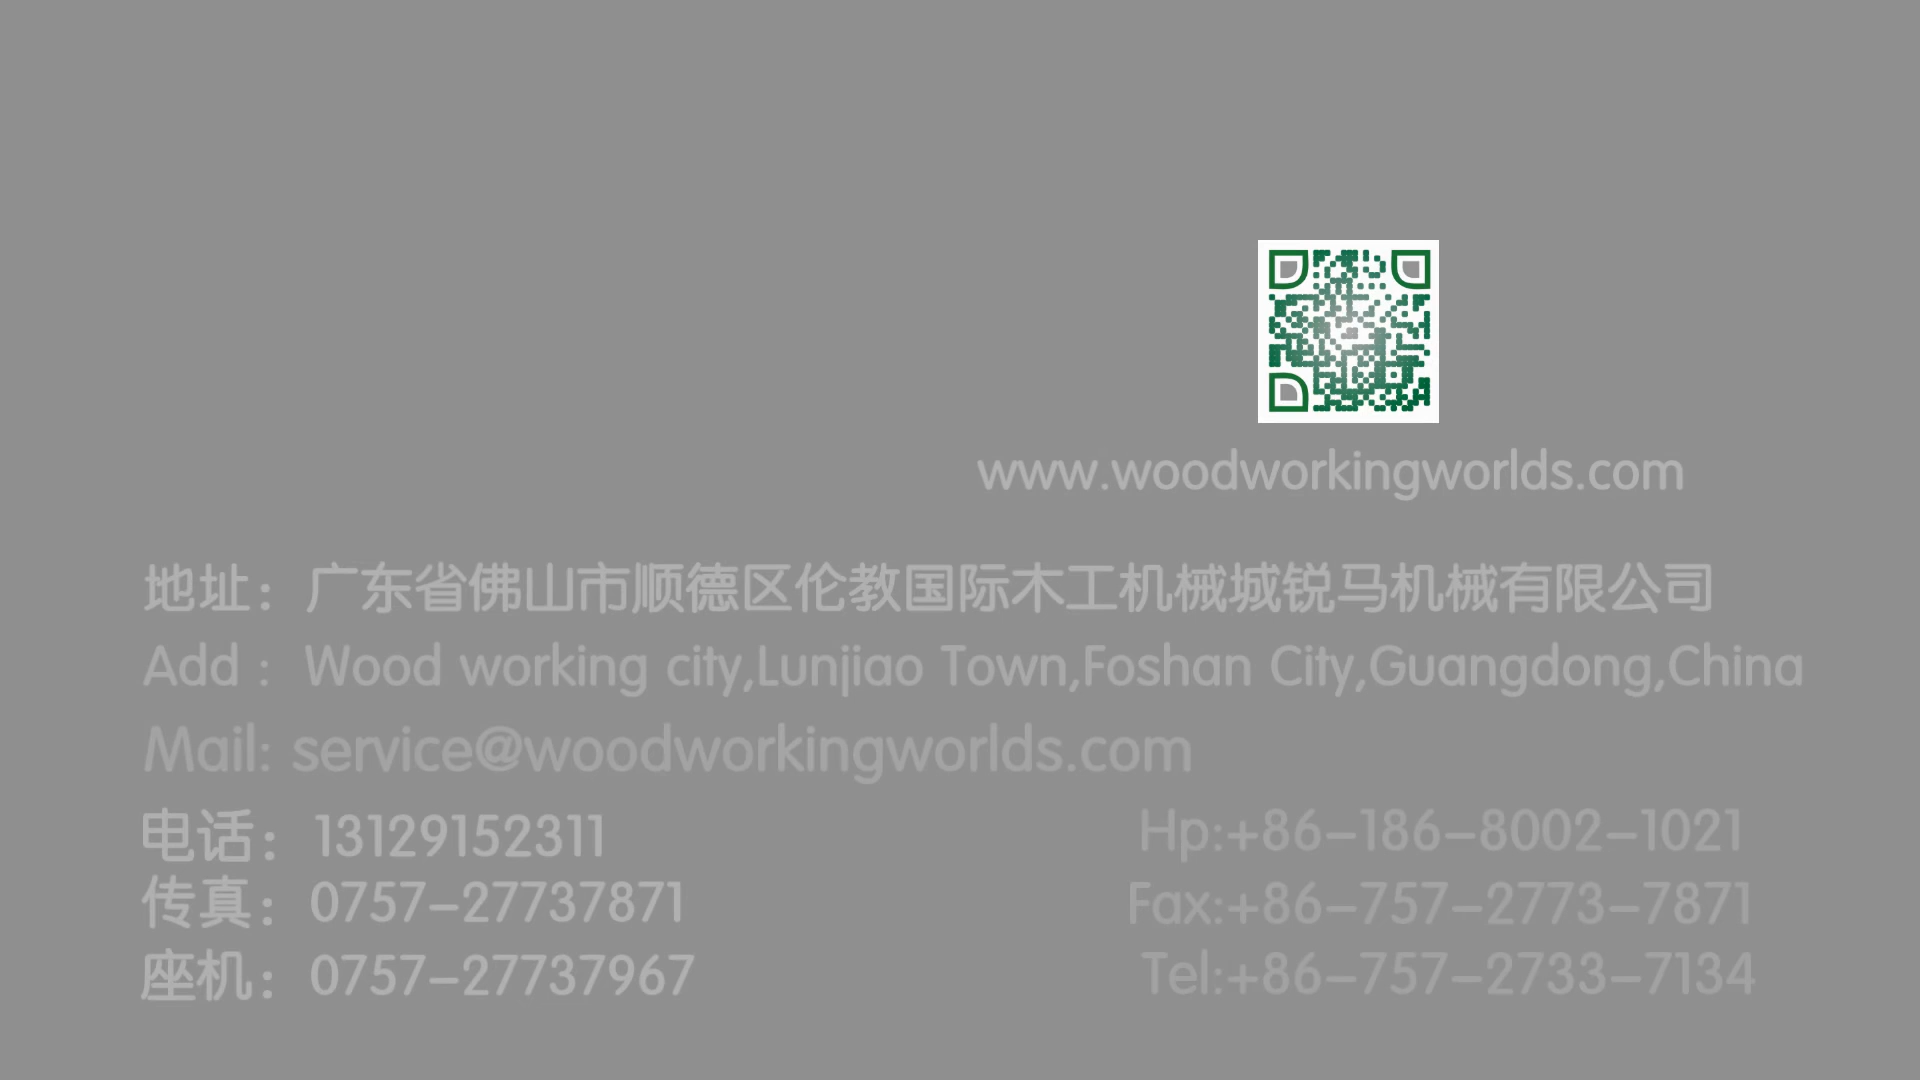 www.woodworkingworlds.com
地址：广东省佛山市顺德区伦教国际木工机械城锐马机械有限公司
Add : Wood working city,Lunjiao Town,Foshan City,Guangdong,China
Mail: service@woodworkingworlds.com
电话：13129152311
Hp:+86-186-8002-1021
传真：0757-27737871
Fax:+86-757-2773-7871
座机：0757-27737967
Tel:+86-757-2733-7134